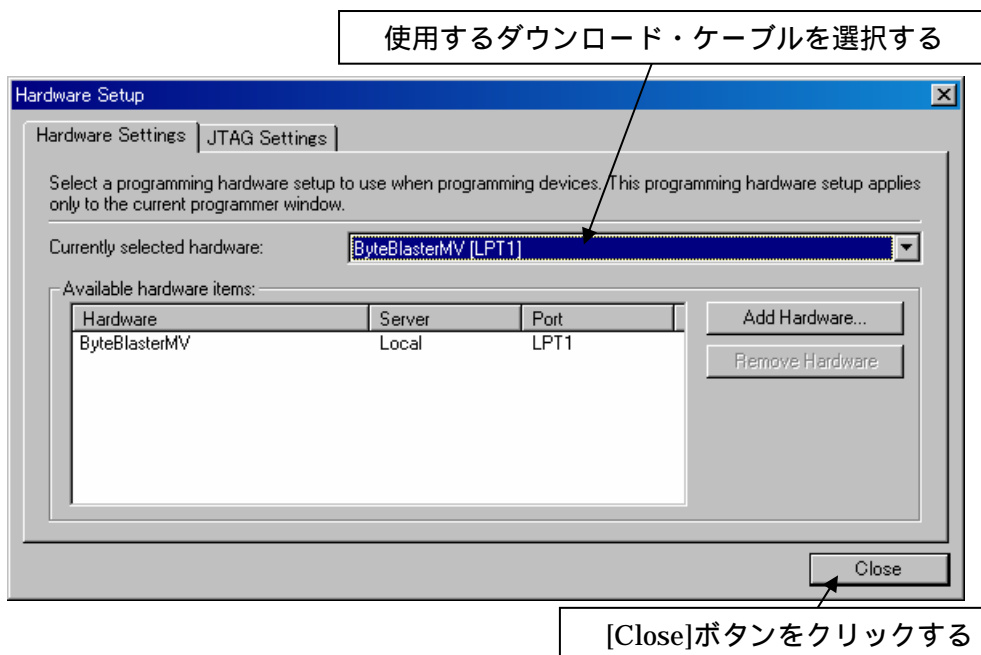 使用するダウンロード・ケーブルを選択する
Hardware Setup
Hardware Settings
JTAG Settings
Select a programming hardware setup to use when programming devices. This programming hardware setup applies
only to the current programmer window.
Currently selected hardware:
ByteBlasterMV [LPT1]
Available hardware items:
Hardware Server Port
ByteBlasterMV Local LPT1
Add Hardware...
Remove Hardware
Close
[Close]ボタンをクリックする